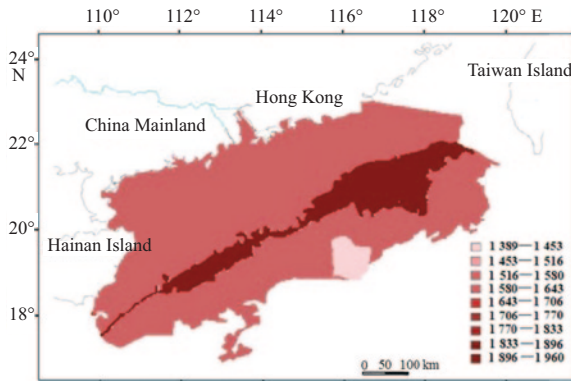 110° 112° 114° 116° 118° 120° E
24°
N
Taiwan Island
Hong Kong
China Mainland
22°
20°
Hainan Island
18°
1 389—1 453
1 453—1 516
1 516—1 580
1 580—1 643
1 643—1 706
1 706—1 770
1 770—1 833
1 833—1 896
1 896—1 960
0 50 100 km